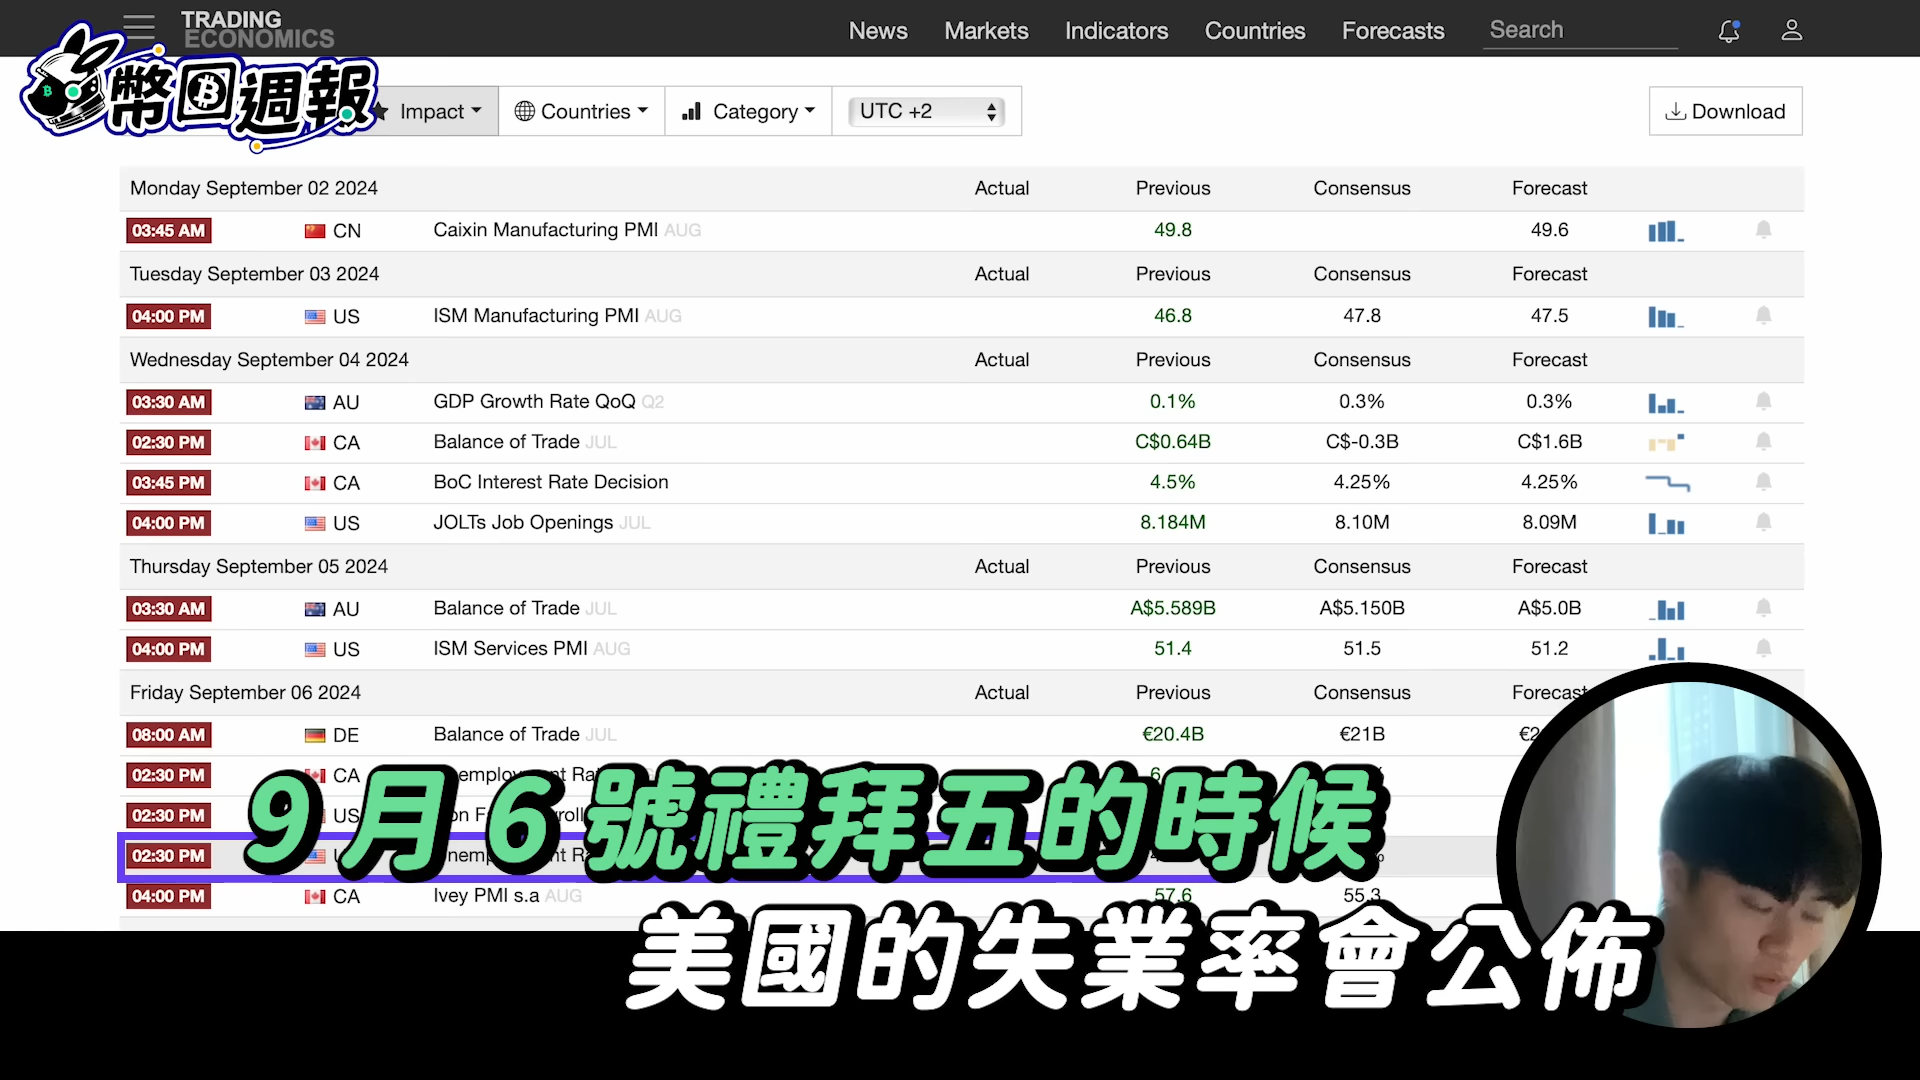 TRADING
ECONOMICS
News Markets Indicators Countries Forecasts Search
幣圈週報
Impact Countries Category UTC +2 Download
Monday September 02 2024 Actual Previous Consensus Forecast
03:45 AM CN Caixin Manufacturing PMI AUG 49.8 49.6
Tuesday September 03 2024 Actual Previous Consensus Forecast
04:00 PM US ISM Manufacturing PMI AUG 46.8 47.8 47.5
Wednesday September 04 2024 Actual Previous Consensus Forecast
03:30 AM AU GDP Growth Rate QoQ Q2 0.1% 0.3% 0.3%
02:30 PM CA Balance of Trade JUL C$0.64B C$-0.3B C$1.6B
03:45 PM CA BoC Interest Rate Decision 4.5% 4.25% 4.25%
04:00 PM US JOLTs Job Openings JUL 8.184M 8.10M 8.09M
Thursday September 05 2024 Actual Previous Consensus Forecast
03:30 AM AU Balance of Trade JUL A$5.589B A$5.150B A$5.0B
04:00 PM US ISM Services PMI AUG 51.4 51.5 51.2
Friday September 06 2024 Actual Previous Consensus Forecast
08:00 AM DE Balance of Trade JUL €20.4B €21B
02:30 PM CA
02:30 PM US
02:30 PM
9月6號禮拜五的時候
04:00 PM CA Ivey PMI s.a AUG 57.6 55.3
美國的失業率會公佈